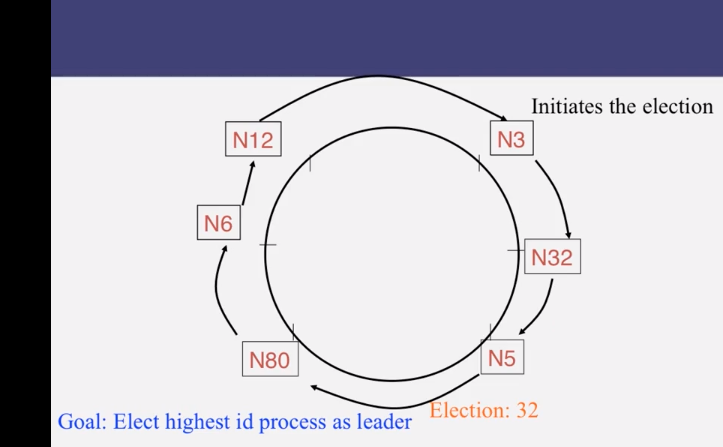 Initiates the election
N12
N3
N6
N32
N80
N5
Election: 32
Goal: Elect highest id process as leader